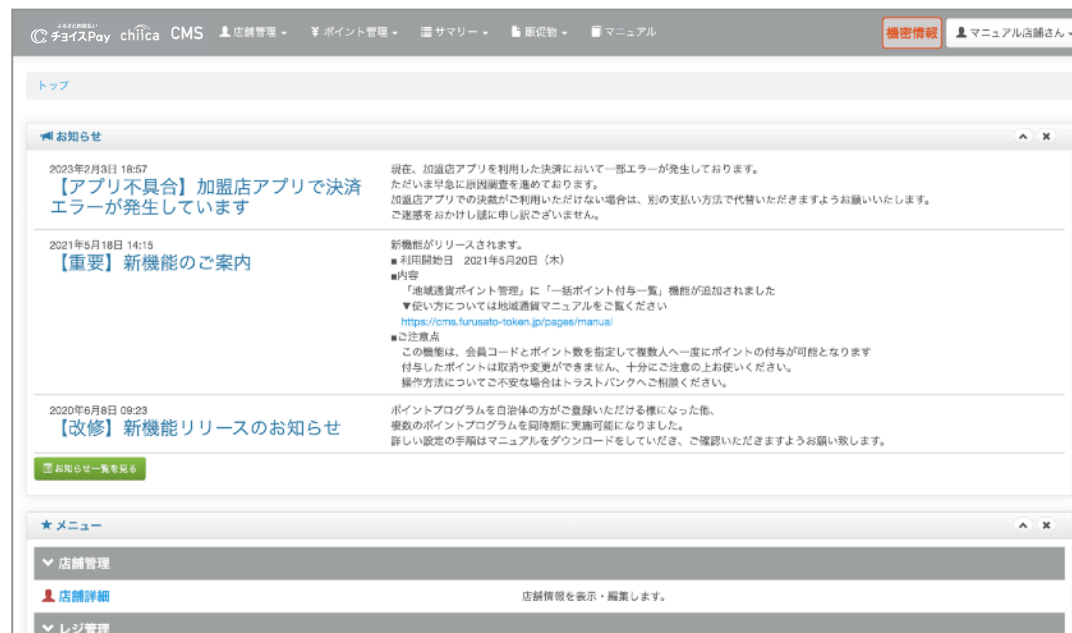 ふるさと納税払い
チョイスPay chiica CMS 店舗管理 ¥ ポイント管理 サマリー 販促物 マニュアル 機密情報 マニュアル店舗さん
トップ
お知らせ
2023年2月3日 18:57
【アプリ不具合】加盟店アプリで決済
エラーが発生しています
現在、加盟店アプリを利用した決済において一部エラーが発生しております。
ただいま早急に原因調査を進めております。
加盟店アプリでの決裁がご利用いただけない場合は、別の支払い方法で代替いただきますようお願いいたします。
ご迷惑をおかけし誠に申し訳ございません。
2021年5月18日 14:15
【重要】新機能のご案内
新機能がリリースされます。
■利用開始日 2021年5月20日（木）
■内容
「地域通貨ポイント管理」に「一括ポイント付与一覧」機能が追加されました
▼使い方については地域通貨マニュアルをご覧ください
https://cms.furusato-token.jp/pages/manual
■ご注意点
この機能は、会員コードとポイント数を指定して複数人へ一度にポイントの付与が可能となります
付与したポイントは取消や変更ができません、十分にご注意の上お使いください。
操作方法についてご不安な場合はトラストバンクへご相談ください。
2020年6月8日 09:23
【改修】新機能リリースのお知らせ
ポイントプログラムを自治体の方がご登録いただける様になった他、
複数のポイントプログラムを同時期に実施可能になりました。
詳しい設定の手順はマニュアルをダウンロードをしていだき、ご確認いただきますようお願い致します。
お知らせ一覧を見る
メニュー
店舗管理
店舗詳細 店舗情報を表示・編集します。
レジ管理